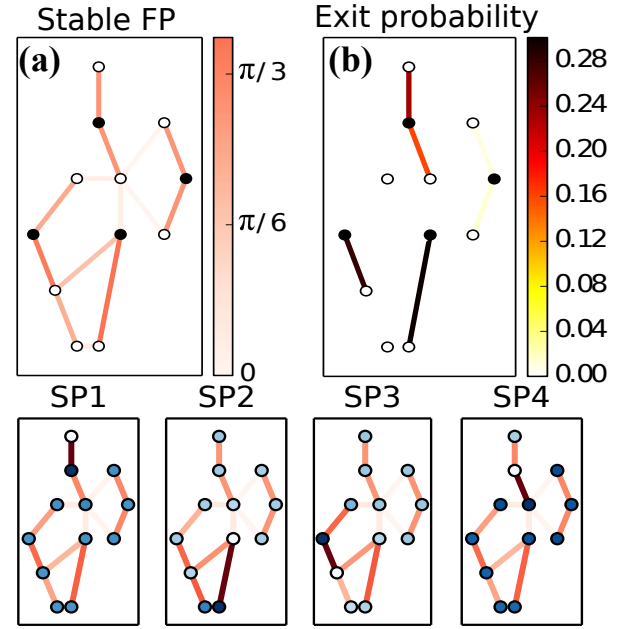 Stable FP
Exit probability
(a)
(b)
π/3
π/6
0
0.28
0.24
0.20
0.16
0.12
0.08
0.04
0.00
SP1
SP2
SP3
SP4